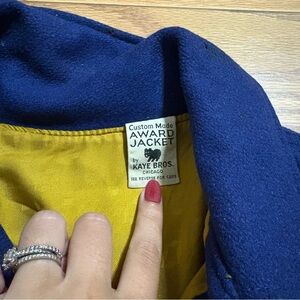 Custom Made
AWARD
JACKET
by
KAYE BROS.
CHICAGO
SEE REVERSE FOR CARE